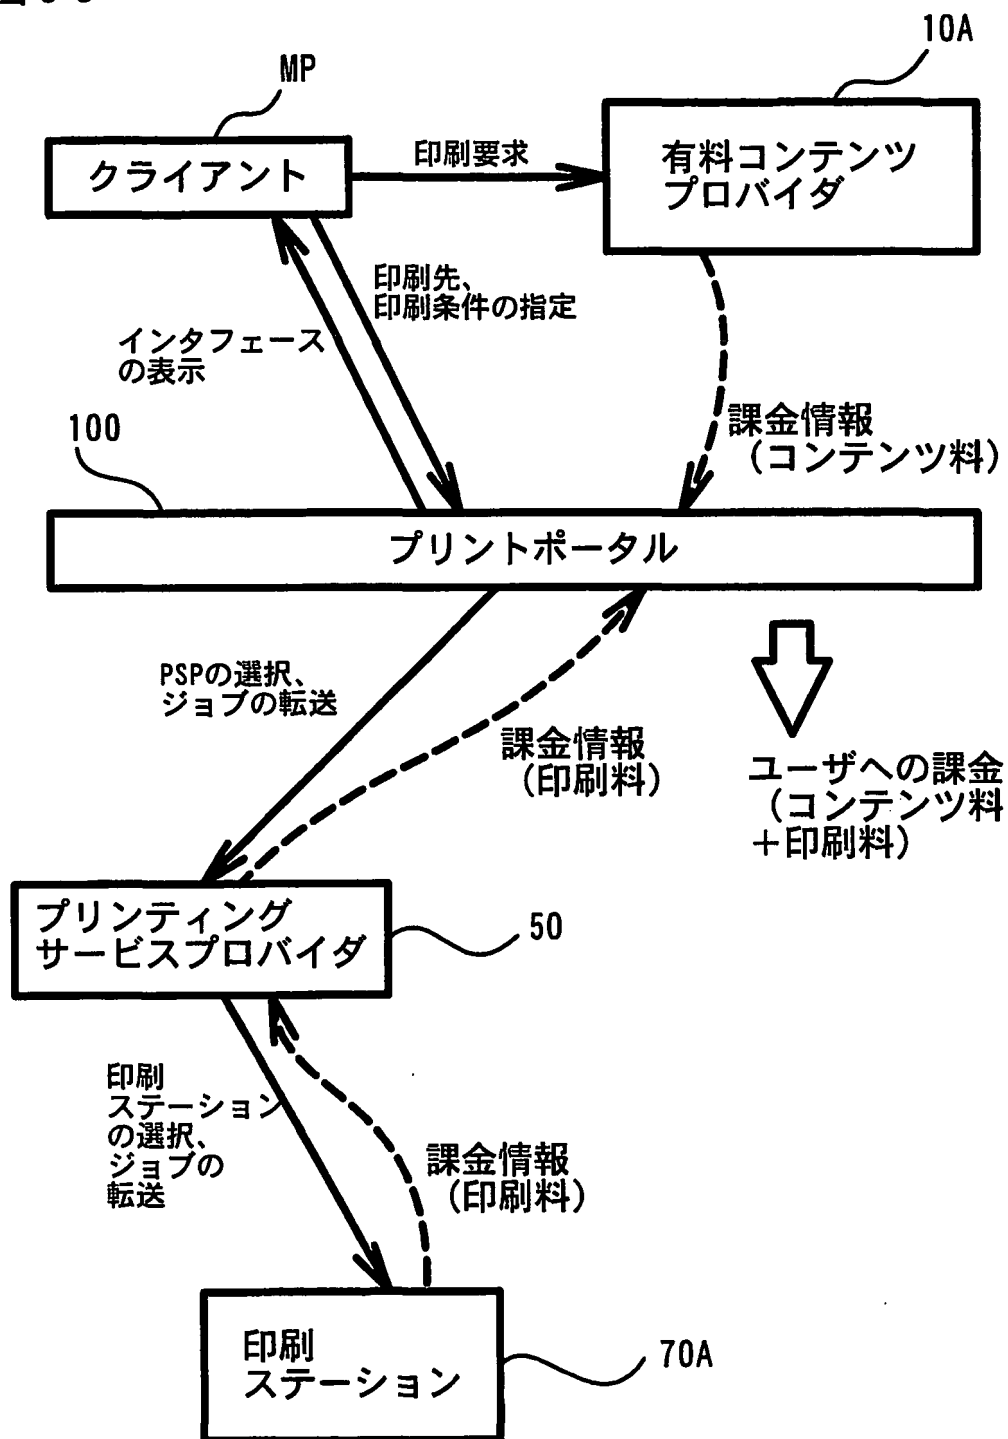 10A
MP
クライアント
印刷要求
有料コンテンツ
プロバイダ
印刷先、
印刷条件の指定
インタフェース
の表示
課金情報
(コンテンツ料)
100
プリントポータル
PSPの選択、
ジョブの転送
課金情報
(印刷料)
ユーザへの課金
(コンテンツ料
+印刷料)
プリンティング
サービスプロバイダ
50
印刷
ステーション
の選択、
ジョブの
転送
課金情報
(印刷料)
印刷
ステーション
70A